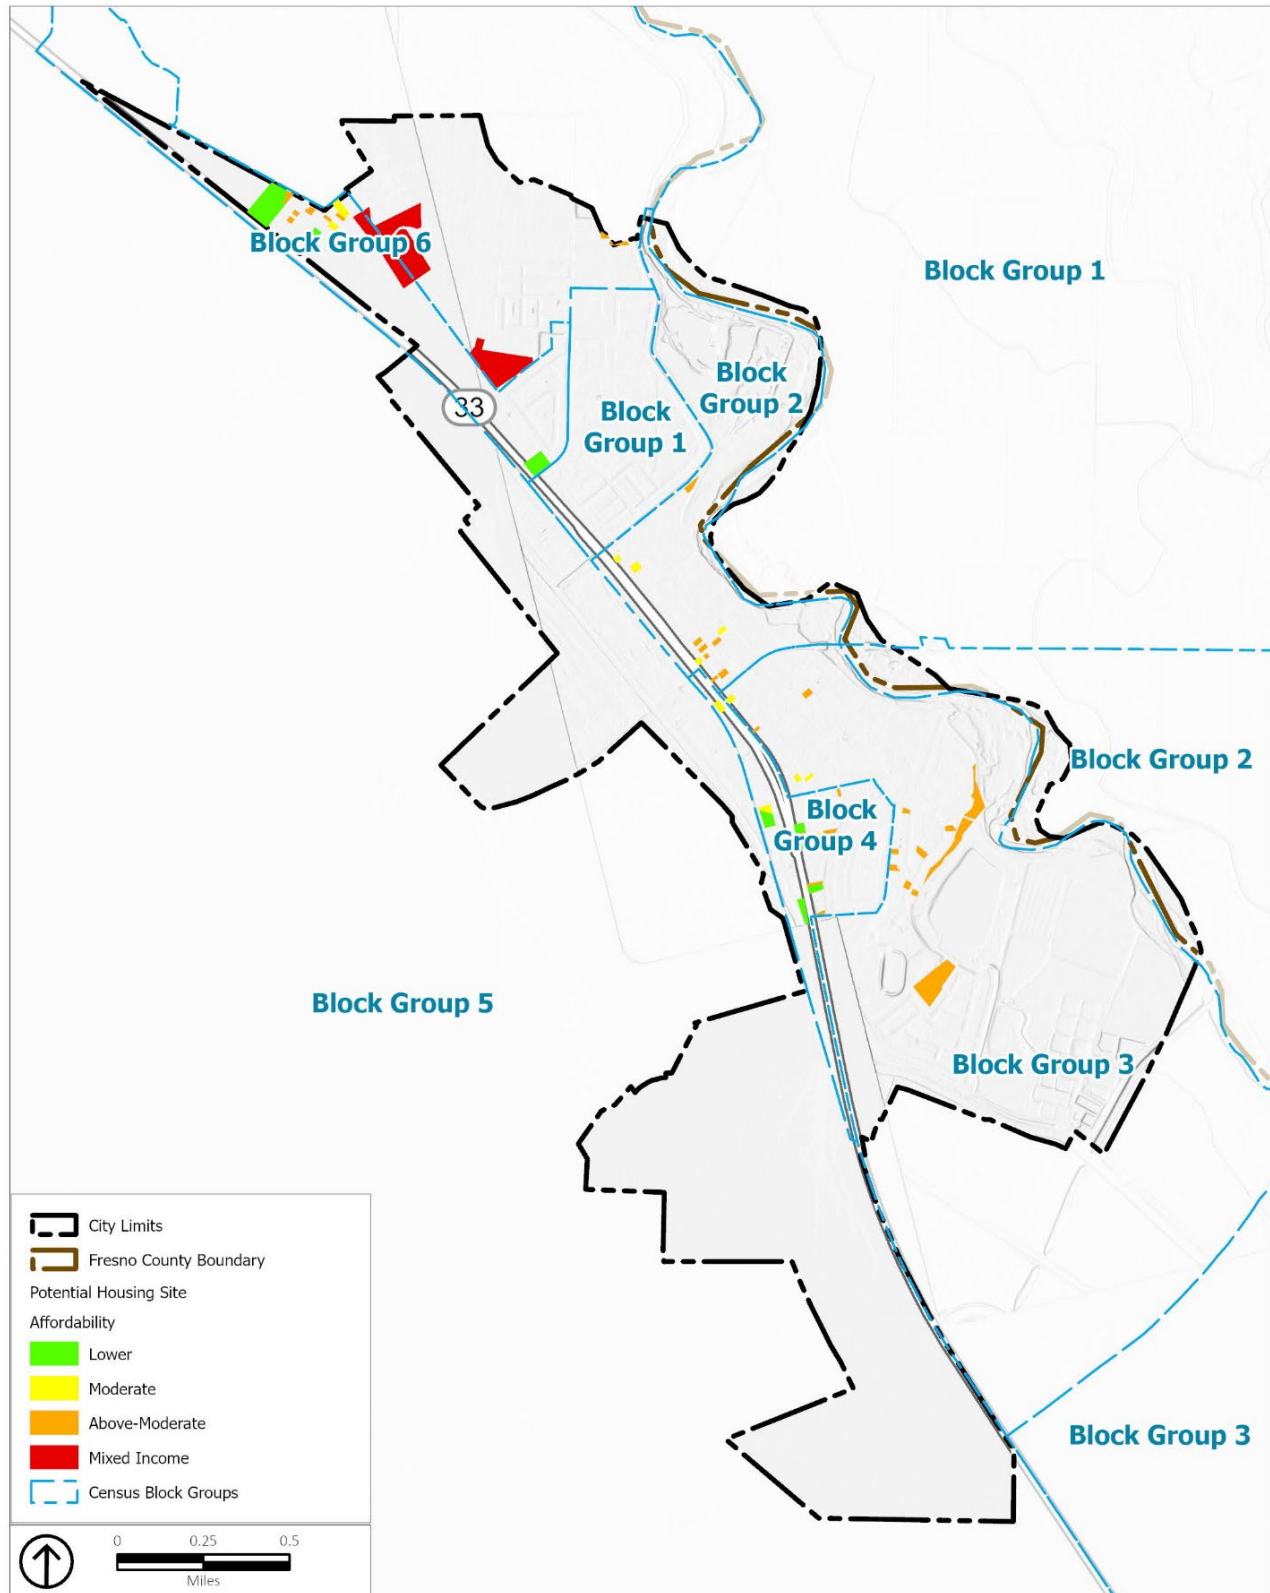 Block Group 6
Block Group 1
Block
Group 2
33
Block
Group 1
Block Group 2
Block
Group 4
Block Group 5
Block Group 3
Block Group 3
City Limits
Fresno County Boundary
Potential Housing Site
Affordability
Lower
Moderate
Above-Moderate
Mixed Income
Census Block Groups
0 0.25 0.5
Miles